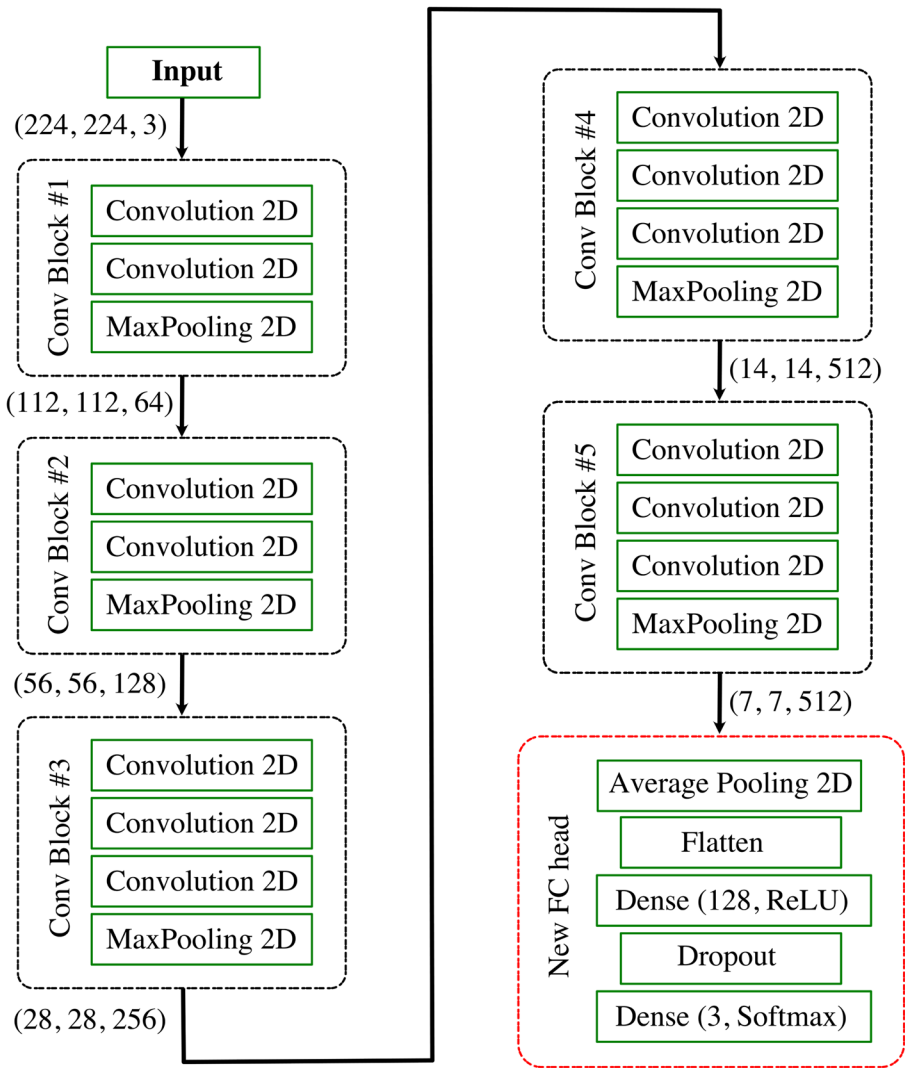 Input
(224, 224, 3)
Conv Block #1
Convolution 2D
Convolution 2D
MaxPooling 2D
(112, 112, 64)
Conv Block #2
Convolution 2D
Convolution 2D
MaxPooling 2D
(56, 56, 128)
Conv Block #3
Convolution 2D
Convolution 2D
Convolution 2D
MaxPooling 2D
(28, 28, 256)
Conv Block #4
Convolution 2D
Convolution 2D
Convolution 2D
MaxPooling 2D
(14, 14, 512)
Conv Block #5
Convolution 2D
Convolution 2D
Convolution 2D
MaxPooling 2D
(7, 7, 512)
New FC head
Average Pooling 2D
Flatten
Dense (128, ReLU)
Dropout
Dense (3, Softmax)